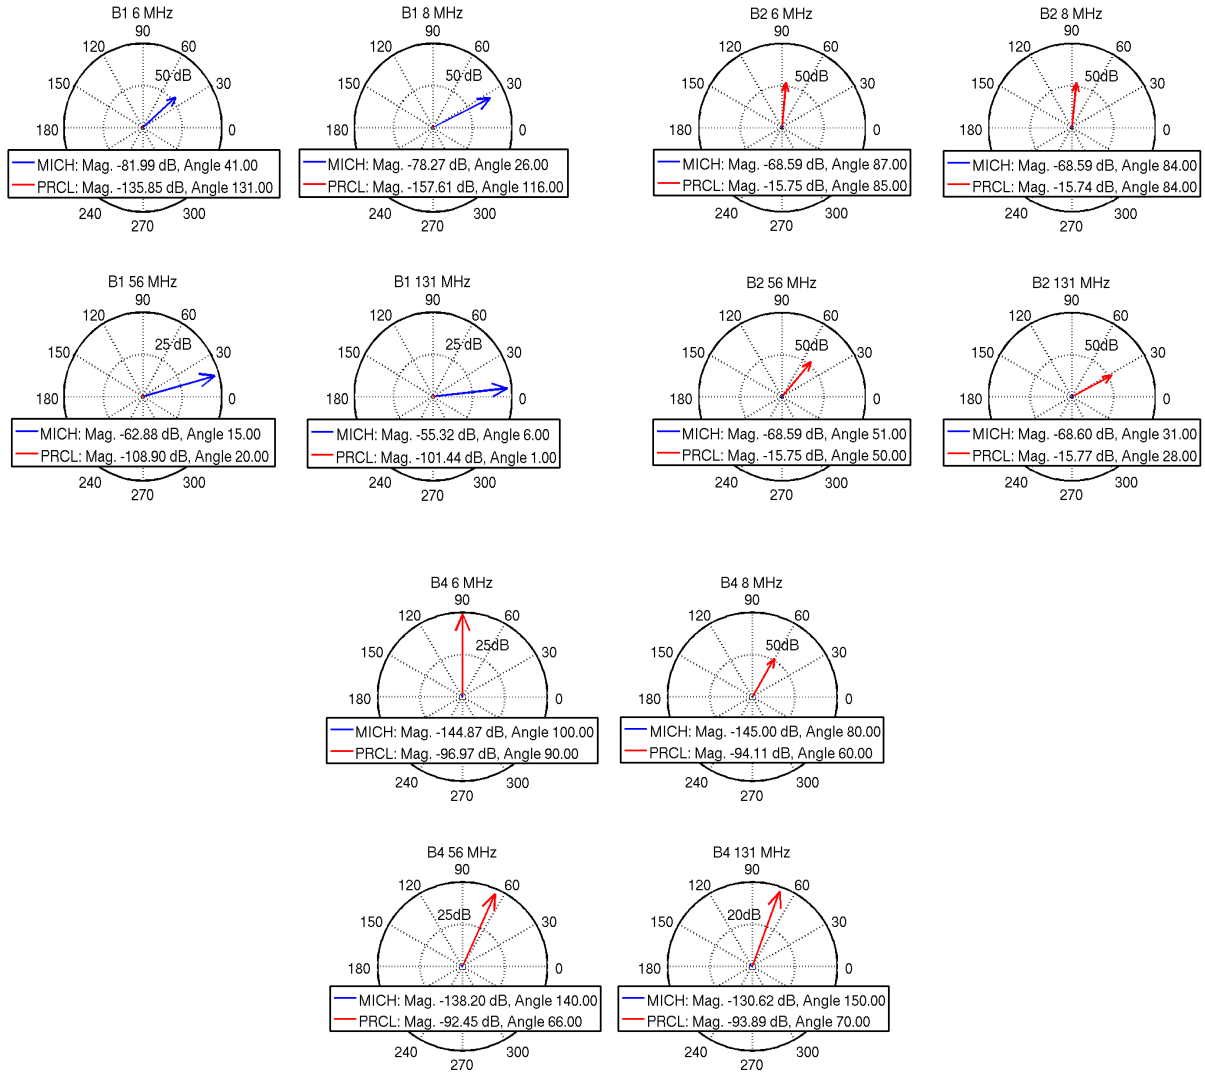 B1 6 MHz
90
120
60
50 dB
150
30
180
0
MICH: Mag. -81.99 dB, Angle 41.00
PRCL: Mag. -135.85 dB, Angle 131.00
240
300
270
B1 8 MHz
90
120
60
50 dB
150
30
180
0
MICH: Mag. -78.27 dB, Angle 26.00
PRCL: Mag. -157.61 dB, Angle 116.00
240
300
270
B2 6 MHz
90
120
60
50dB
150
30
180
0
MICH: Mag. -68.59 dB, Angle 87.00
PRCL: Mag. -15.75 dB, Angle 85.00
240
300
270
B2 8 MHz
90
120
60
50dB
150
30
180
0
MICH: Mag. -68.59 dB, Angle 84.00
PRCL: Mag. -15.74 dB, Angle 84.00
240
300
270
B1 56 MHz
90
120
60
25 dB
150
30
180
0
MICH: Mag. -62.88 dB, Angle 15.00
PRCL: Mag. -108.90 dB, Angle 20.00
240
300
270
B1 131 MHz
90
120
60
25 dB
150
30
180
0
MICH: Mag. -55.32 dB, Angle 6.00
PRCL: Mag. -101.44 dB, Angle 1.00
240
300
270
B2 56 MHz
90
120
60
50dB
150
30
180
0
MICH: Mag. -68.59 dB, Angle 51.00
PRCL: Mag. -15.75 dB, Angle 50.00
240
300
270
B2 131 MHz
90
120
60
50dB
150
30
180
0
MICH: Mag. -68.60 dB, Angle 31.00
PRCL: Mag. -15.77 dB, Angle 28.00
240
300
270
B4 6 MHz
90
120
60
25dB
150
30
180
0
MICH: Mag. -144.87 dB, Angle 100.00
PRCL: Mag. -96.97 dB, Angle 90.00
240
300
270
B4 8 MHz
90
120
60
50dB
150
30
180
0
MICH: Mag. -145.00 dB, Angle 80.00
PRCL: Mag. -94.11 dB, Angle 60.00
240
300
270
B4 56 MHz
90
120
60
25dB
150
30
180
0
MICH: Mag. -138.20 dB, Angle 140.00
PRCL: Mag. -92.45 dB, Angle 66.00
240
300
270
B4 131 MHz
90
120
60
20dB
150
30
180
0
MICH: Mag. -130.62 dB, Angle 150.00
PRCL: Mag. -93.89 dB, Angle 70.00
240
300
270